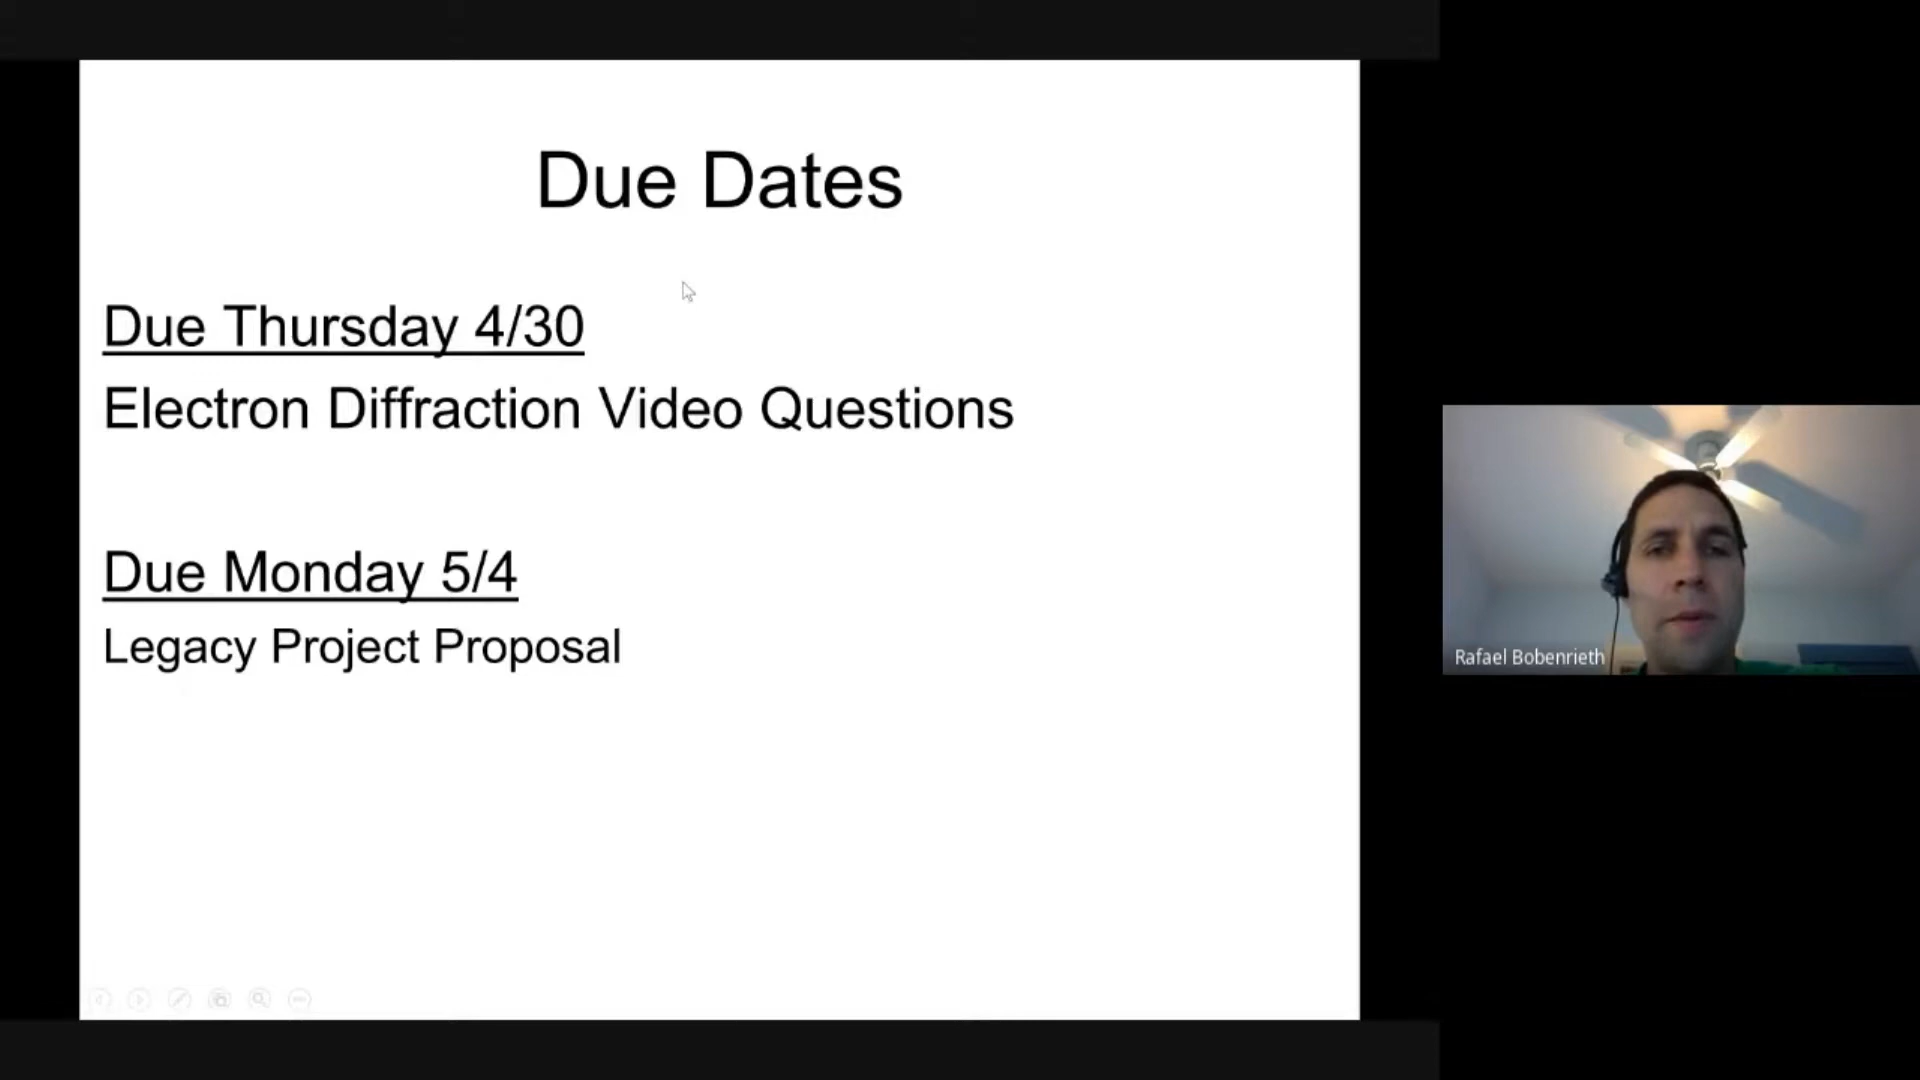 Due Dates
Due Thursday 4/30
Electron Diffraction Video Questions
Due Monday 5/4
Legacy Project Proposal
Rafael Bobenrieth